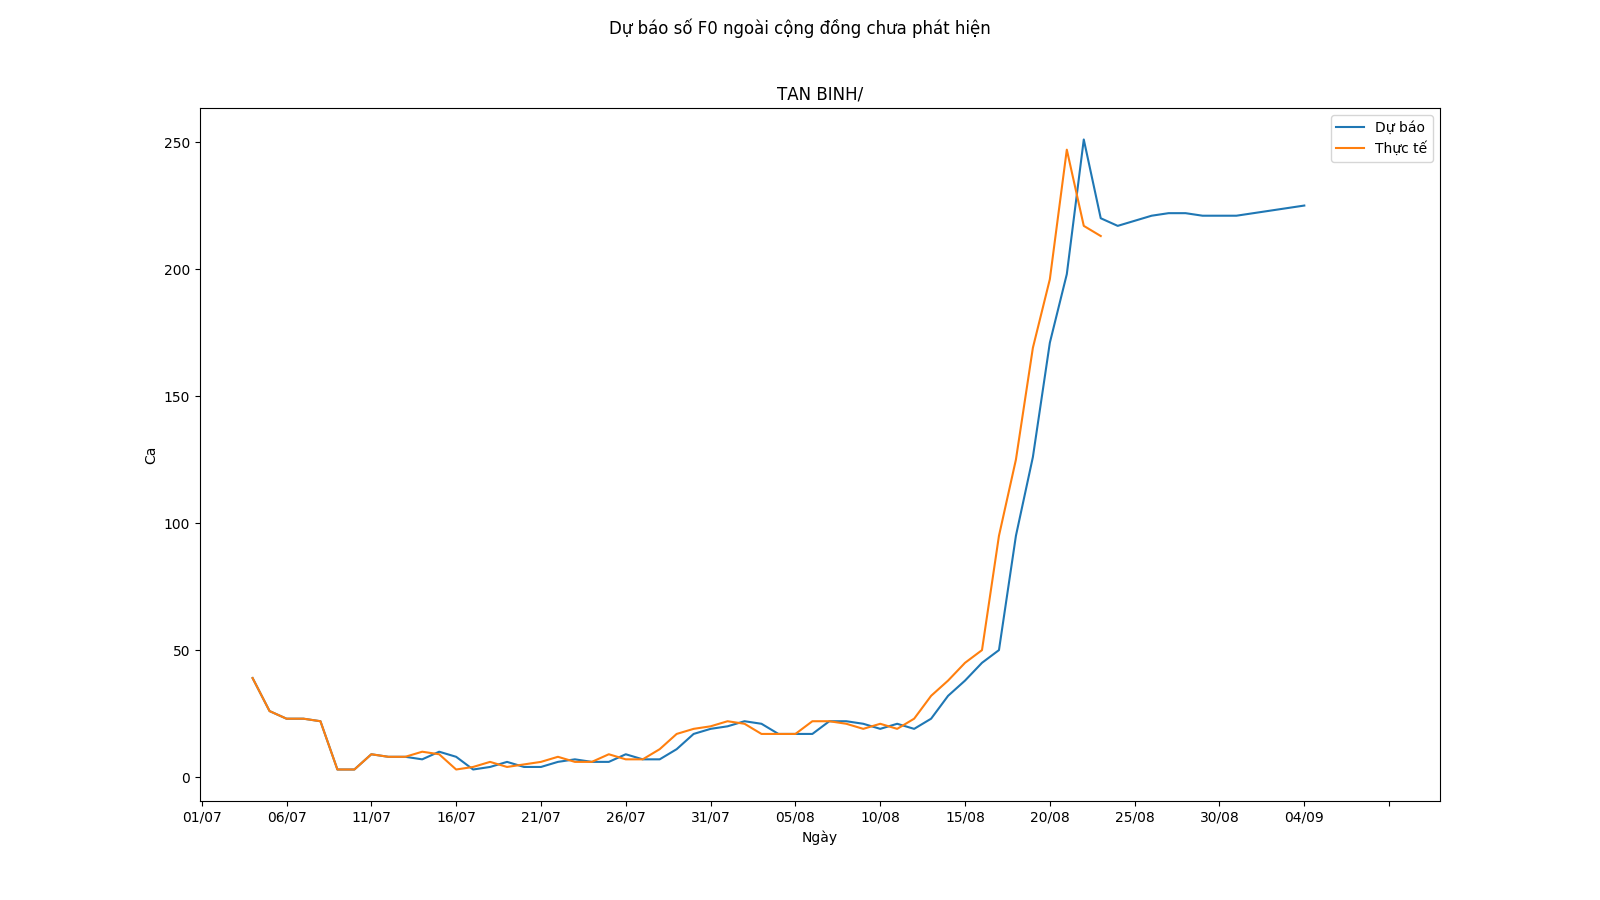 Dự báo số F0 ngoài cộng đồng chưa phát hiện
TAN BINH/
Dự báo
Thực tế
250
200
150
100
50
0
Ca
01/07 06/07 11/07 16/07 21/07 26/07 31/07 05/08 10/08 15/08 20/08 25/08 30/08 04/09
Ngày